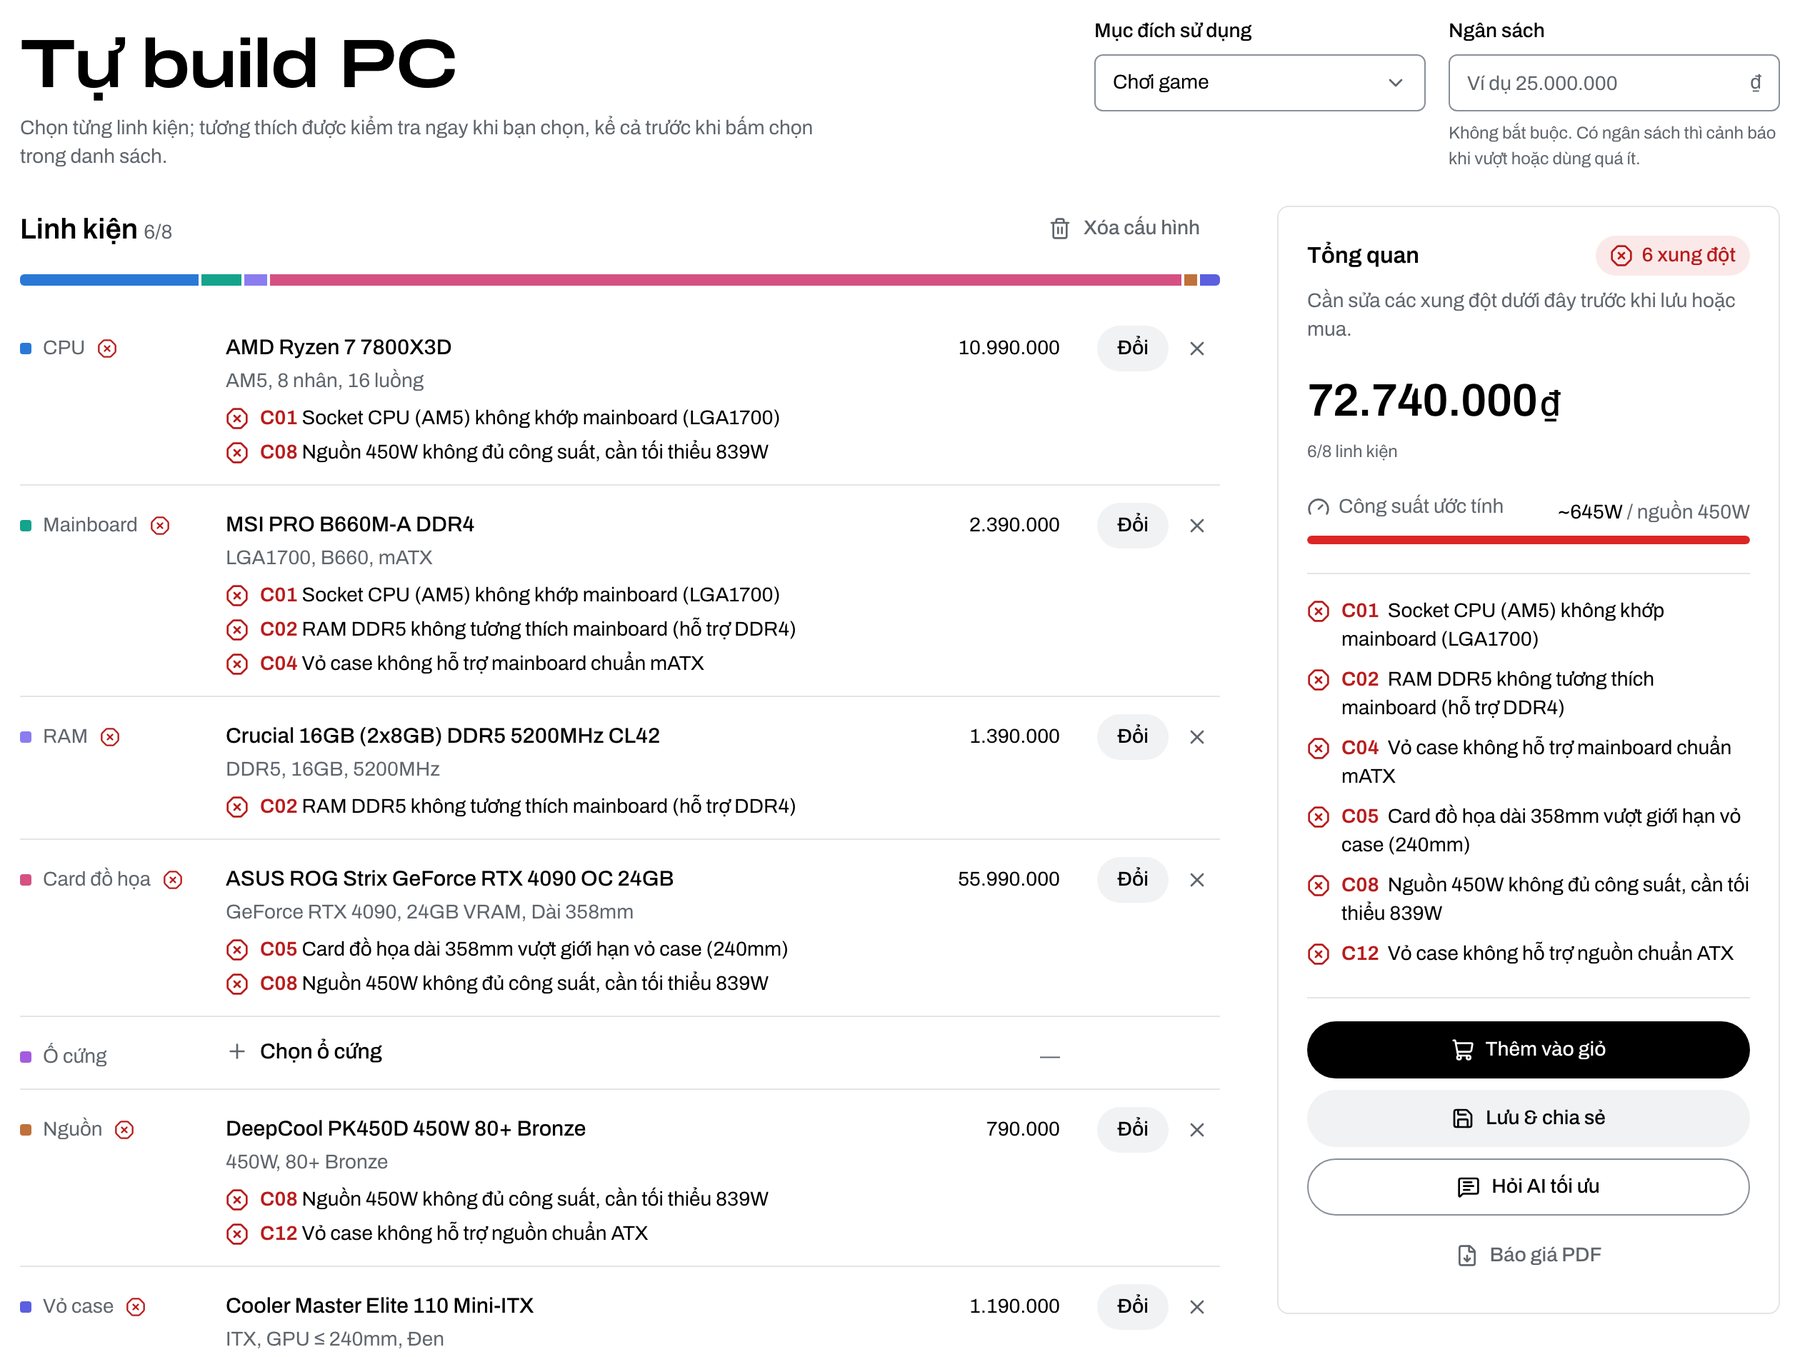 Tự build PC
Chọn từng linh kiện; tương thích được kiểm tra ngay khi bạn chọn, kể cả trước khi bấm chọn
trong danh sách.
Mục đích sử dụng
Chơi game
Ngân sách
Ví dụ 25.000.000 ₫
Không bắt buộc. Có ngân sách thì cảnh báo
khi vượt hoặc dùng quá ít.
Linh kiện 6/8
Xóa cấu hình
CPU
AMD Ryzen 7 7800X3D
10.990.000
Đổi
AM5, 8 nhân, 16 luồng
C01 Socket CPU (AM5) không khớp mainboard (LGA1700)
C08 Nguồn 450W không đủ công suất, cần tối thiểu 839W
Mainboard
MSI PRO B660M-A DDR4
2.390.000
Đổi
LGA1700, B660, mATX
C01 Socket CPU (AM5) không khớp mainboard (LGA1700)
C02 RAM DDR5 không tương thích mainboard (hỗ trợ DDR4)
C04 Vỏ case không hỗ trợ mainboard chuẩn mATX
RAM
Crucial 16GB (2x8GB) DDR5 5200MHz CL42
1.390.000
Đổi
DDR5, 16GB, 5200MHz
C02 RAM DDR5 không tương thích mainboard (hỗ trợ DDR4)
Card đồ họa
ASUS ROG Strix GeForce RTX 4090 OC 24GB
55.990.000
Đổi
GeForce RTX 4090, 24GB VRAM, Dài 358mm
C05 Card đồ họa dài 358mm vượt giới hạn vỏ case (240mm)
C08 Nguồn 450W không đủ công suất, cần tối thiểu 839W
Ổ cứng
Chọn ổ cứng
—
Nguồn
DeepCool PK450D 450W 80+ Bronze
790.000
Đổi
450W, 80+ Bronze
C08 Nguồn 450W không đủ công suất, cần tối thiểu 839W
C12 Vỏ case không hỗ trợ nguồn chuẩn ATX
Vỏ case
Cooler Master Elite 110 Mini-ITX
1.190.000
Đổi
ITX, GPU ≤ 240mm, Đen
Tổng quan
6 xung đột
Cần sửa các xung đột dưới đây trước khi lưu hoặc
mua.
72.740.000₫
6/8 linh kiện
Công suất ước tính
~645W / nguồn 450W
C01 Socket CPU (AM5) không khớp
mainboard (LGA1700)
C02 RAM DDR5 không tương thích
mainboard (hỗ trợ DDR4)
C04 Vỏ case không hỗ trợ mainboard chuẩn
mATX
C05 Card đồ họa dài 358mm vượt giới hạn vỏ
case (240mm)
C08 Nguồn 450W không đủ công suất, cần tối
thiểu 839W
C12 Vỏ case không hỗ trợ nguồn chuẩn ATX
Thêm vào giỏ
Lưu & chia sẻ
Hỏi AI tối ưu
Báo giá PDF